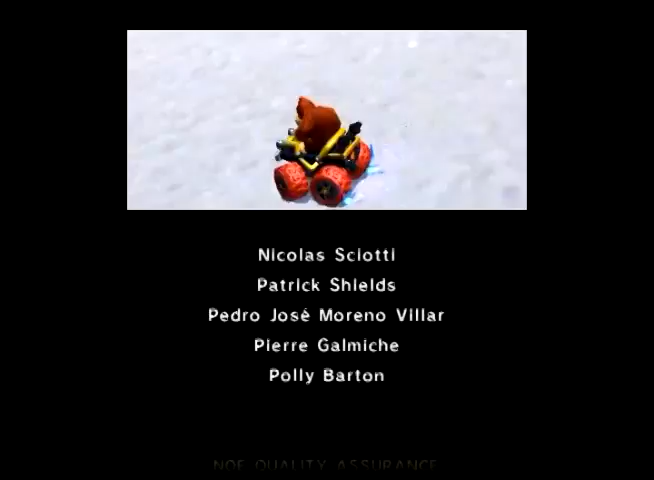 Nicolas Sciotti
Patrick Shields
Pedro José Moreno Villar
Pierre Galmiche
Polly Barton
NOE QUALITY ASSURANCE